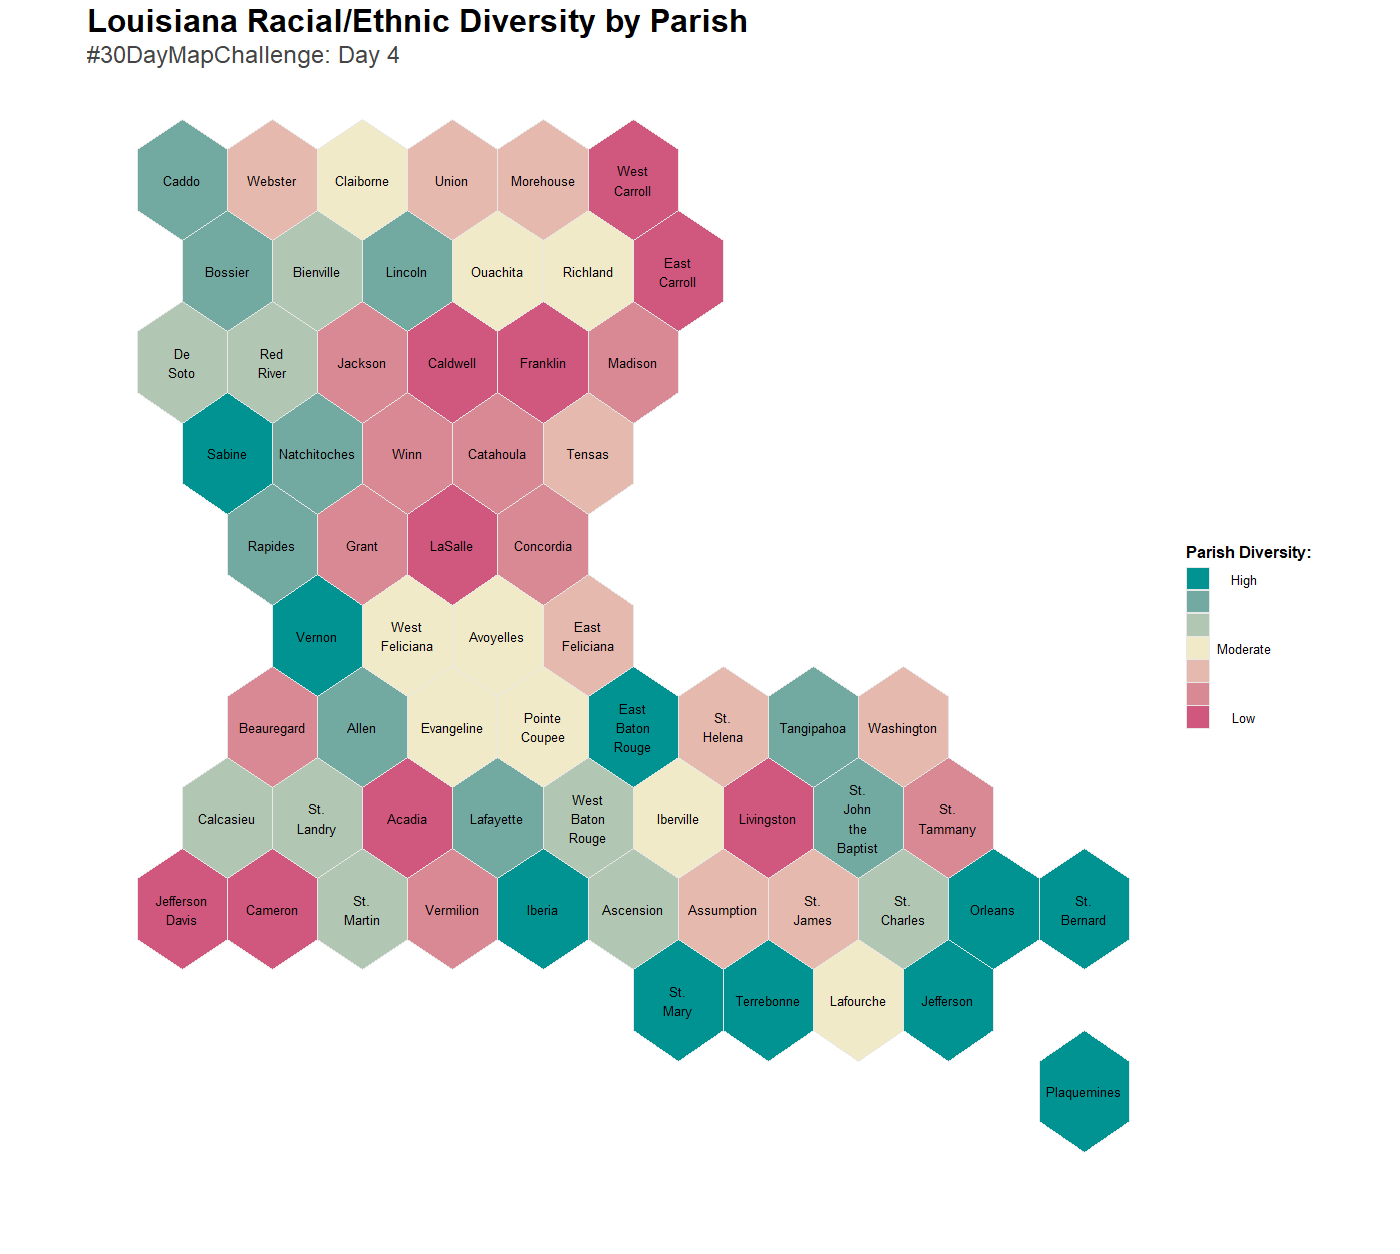 Louisiana Racial/Ethnic Diversity by Parish
#30DayMapChallenge: Day 4
Caddo
Webster
Claiborne
Union
Morehouse
West
Carroll
Bossier
Bienville
Lincoln
Ouachita
Richland
East
Carroll
De
Soto
Red
River
Jackson
Caldwell
Franklin
Madison
Sabine
Natchitoches
Winn
Catahoula
Tensas
Rapides
Grant
LaSalle
Concordia
Vernon
West
Feliciana
Avoyelles
East
Feliciana
Beauregard
Allen
Evangeline
Pointe
Coupee
East
Baton
Rouge
St.
Helena
Tangipahoa
Washington
Calcasieu
St.
Landry
Acadia
Lafayette
West
Baton
Rouge
Iberville
Livingston
St.
John
the
Baptist
St.
Tammany
Jefferson
Davis
Cameron
St.
Martin
Vermilion
Iberia
Ascension
Assumption
St.
James
St.
Charles
Orleans
St.
Bernard
St.
Mary
Terrebonne
Lafourche
Jefferson
Plaquemines
Parish Diversity:
High
Moderate
Low